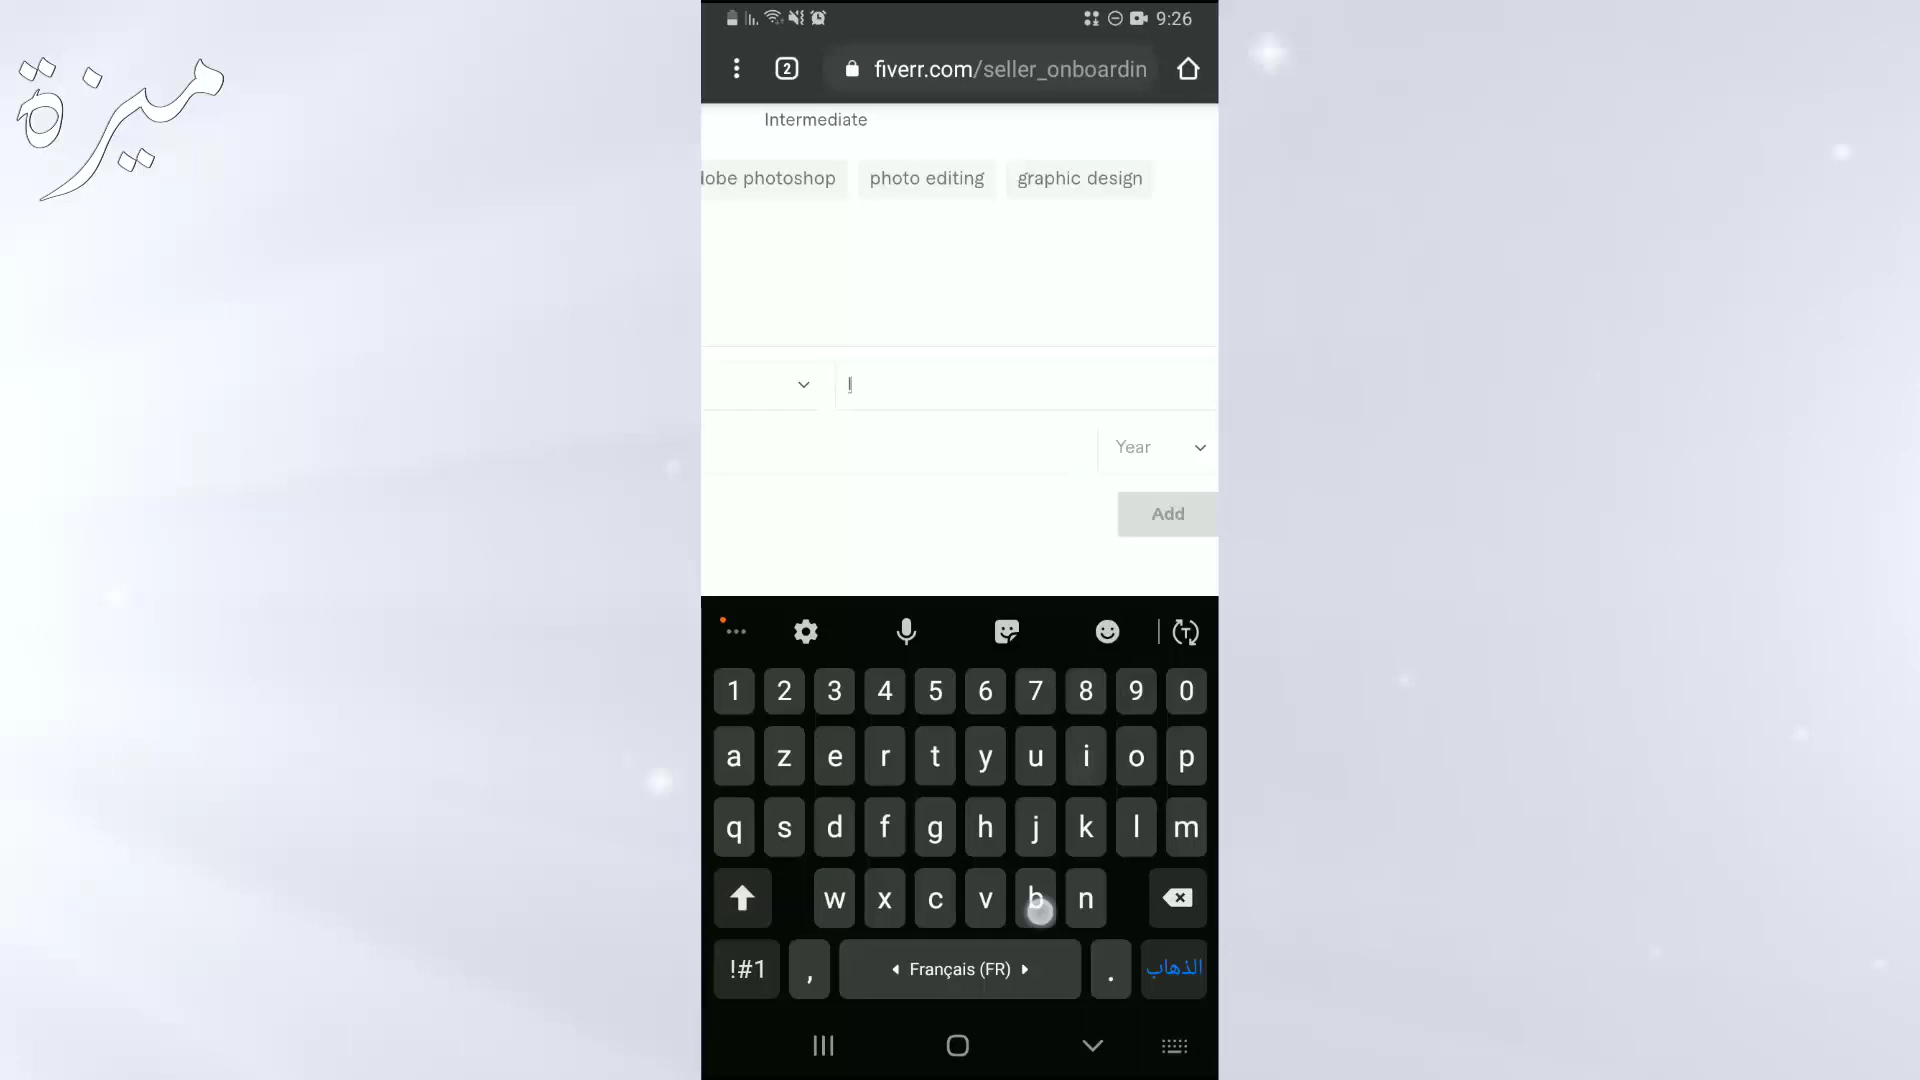 ميزة
9:26
2
fiverr.com/seller_onboardin
Intermediate
lobe photoshop
photo editing
graphic design
Year
Add
1 2 3 4 5 6 7 8 9 0
a z e r t y u i o p
q s d f g h j k l m
w x c v b n
!#1 , Français (FR) . الذهاب